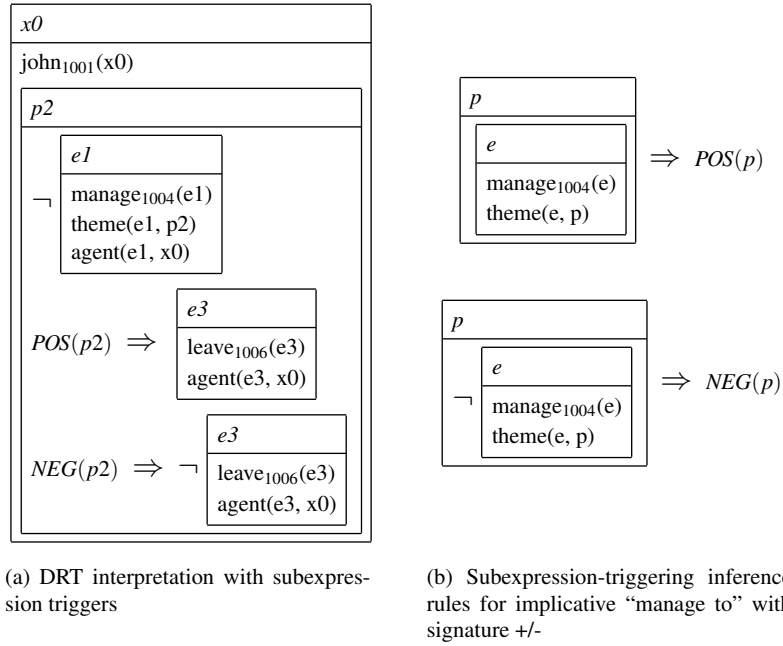 x0
john1001(x0)
p2
e1
¬
manage1004(e1)
theme(e1, p2)
agent(e1, x0)
POS(p2) ⇒
e3
leave1006(e3)
agent(e3, x0)
NEG(p2) ⇒ ¬
e3
leave1006(e3)
agent(e3, x0)
(a) DRT interpretation with subexpres-
sion triggers
p
e
manage1004(e)
theme(e, p)
⇒ POS(p)
p
¬
e
manage1004(e)
theme(e, p)
⇒ NEG(p)
(b) Subexpression-triggering inference
rules for implicative “manage to” with
signature +/-